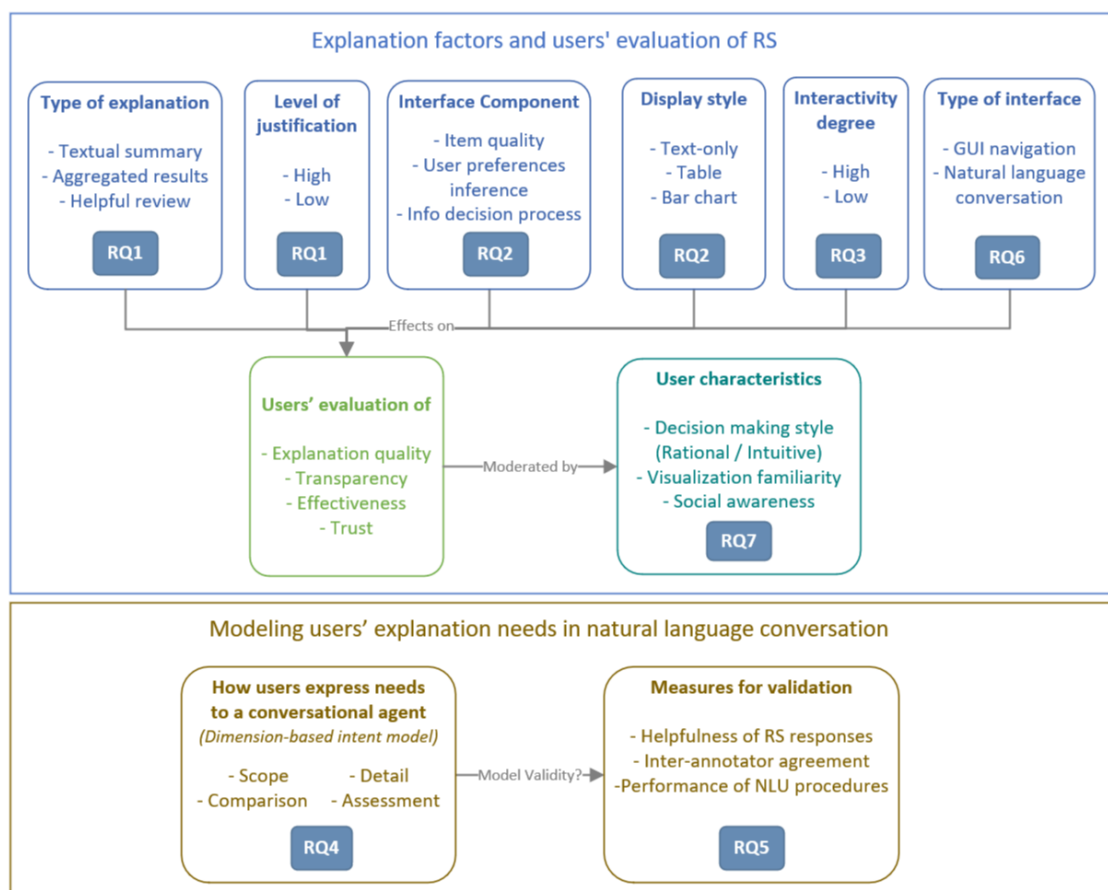 Explanation factors and users' evaluation of RS
Type of explanation
- Textual summary
- Aggregated results
- Helpful review
RQ1
Level of
justification
- High
- Low
RQ1
Interface Component
- Item quality
- User preferences
inference
- Info decision process
RQ2
Display style
- Text-only
- Table
- Bar chart
RQ2
Interactivity
degree
- High
- Low
RQ3
Type of interface
- GUI navigation
- Natural language
conversation
RQ6
Effects on
Users’ evaluation of
- Explanation quality
- Transparency
- Effectiveness
- Trust
Moderated by
User characteristics
- Decision making style
(Rational / Intuitive)
- Visualization familiarity
- Social awareness
RQ7
Modeling users’ explanation needs in natural language conversation
How users express needs
to a conversational agent
(Dimension-based intent model)
- Scope - Detail
- Comparison - Assessment
RQ4
Model Validity?
Measures for validation
- Helpfulness of RS responses
- Inter-annotator agreement
-Performance of NLU procedures
RQ5